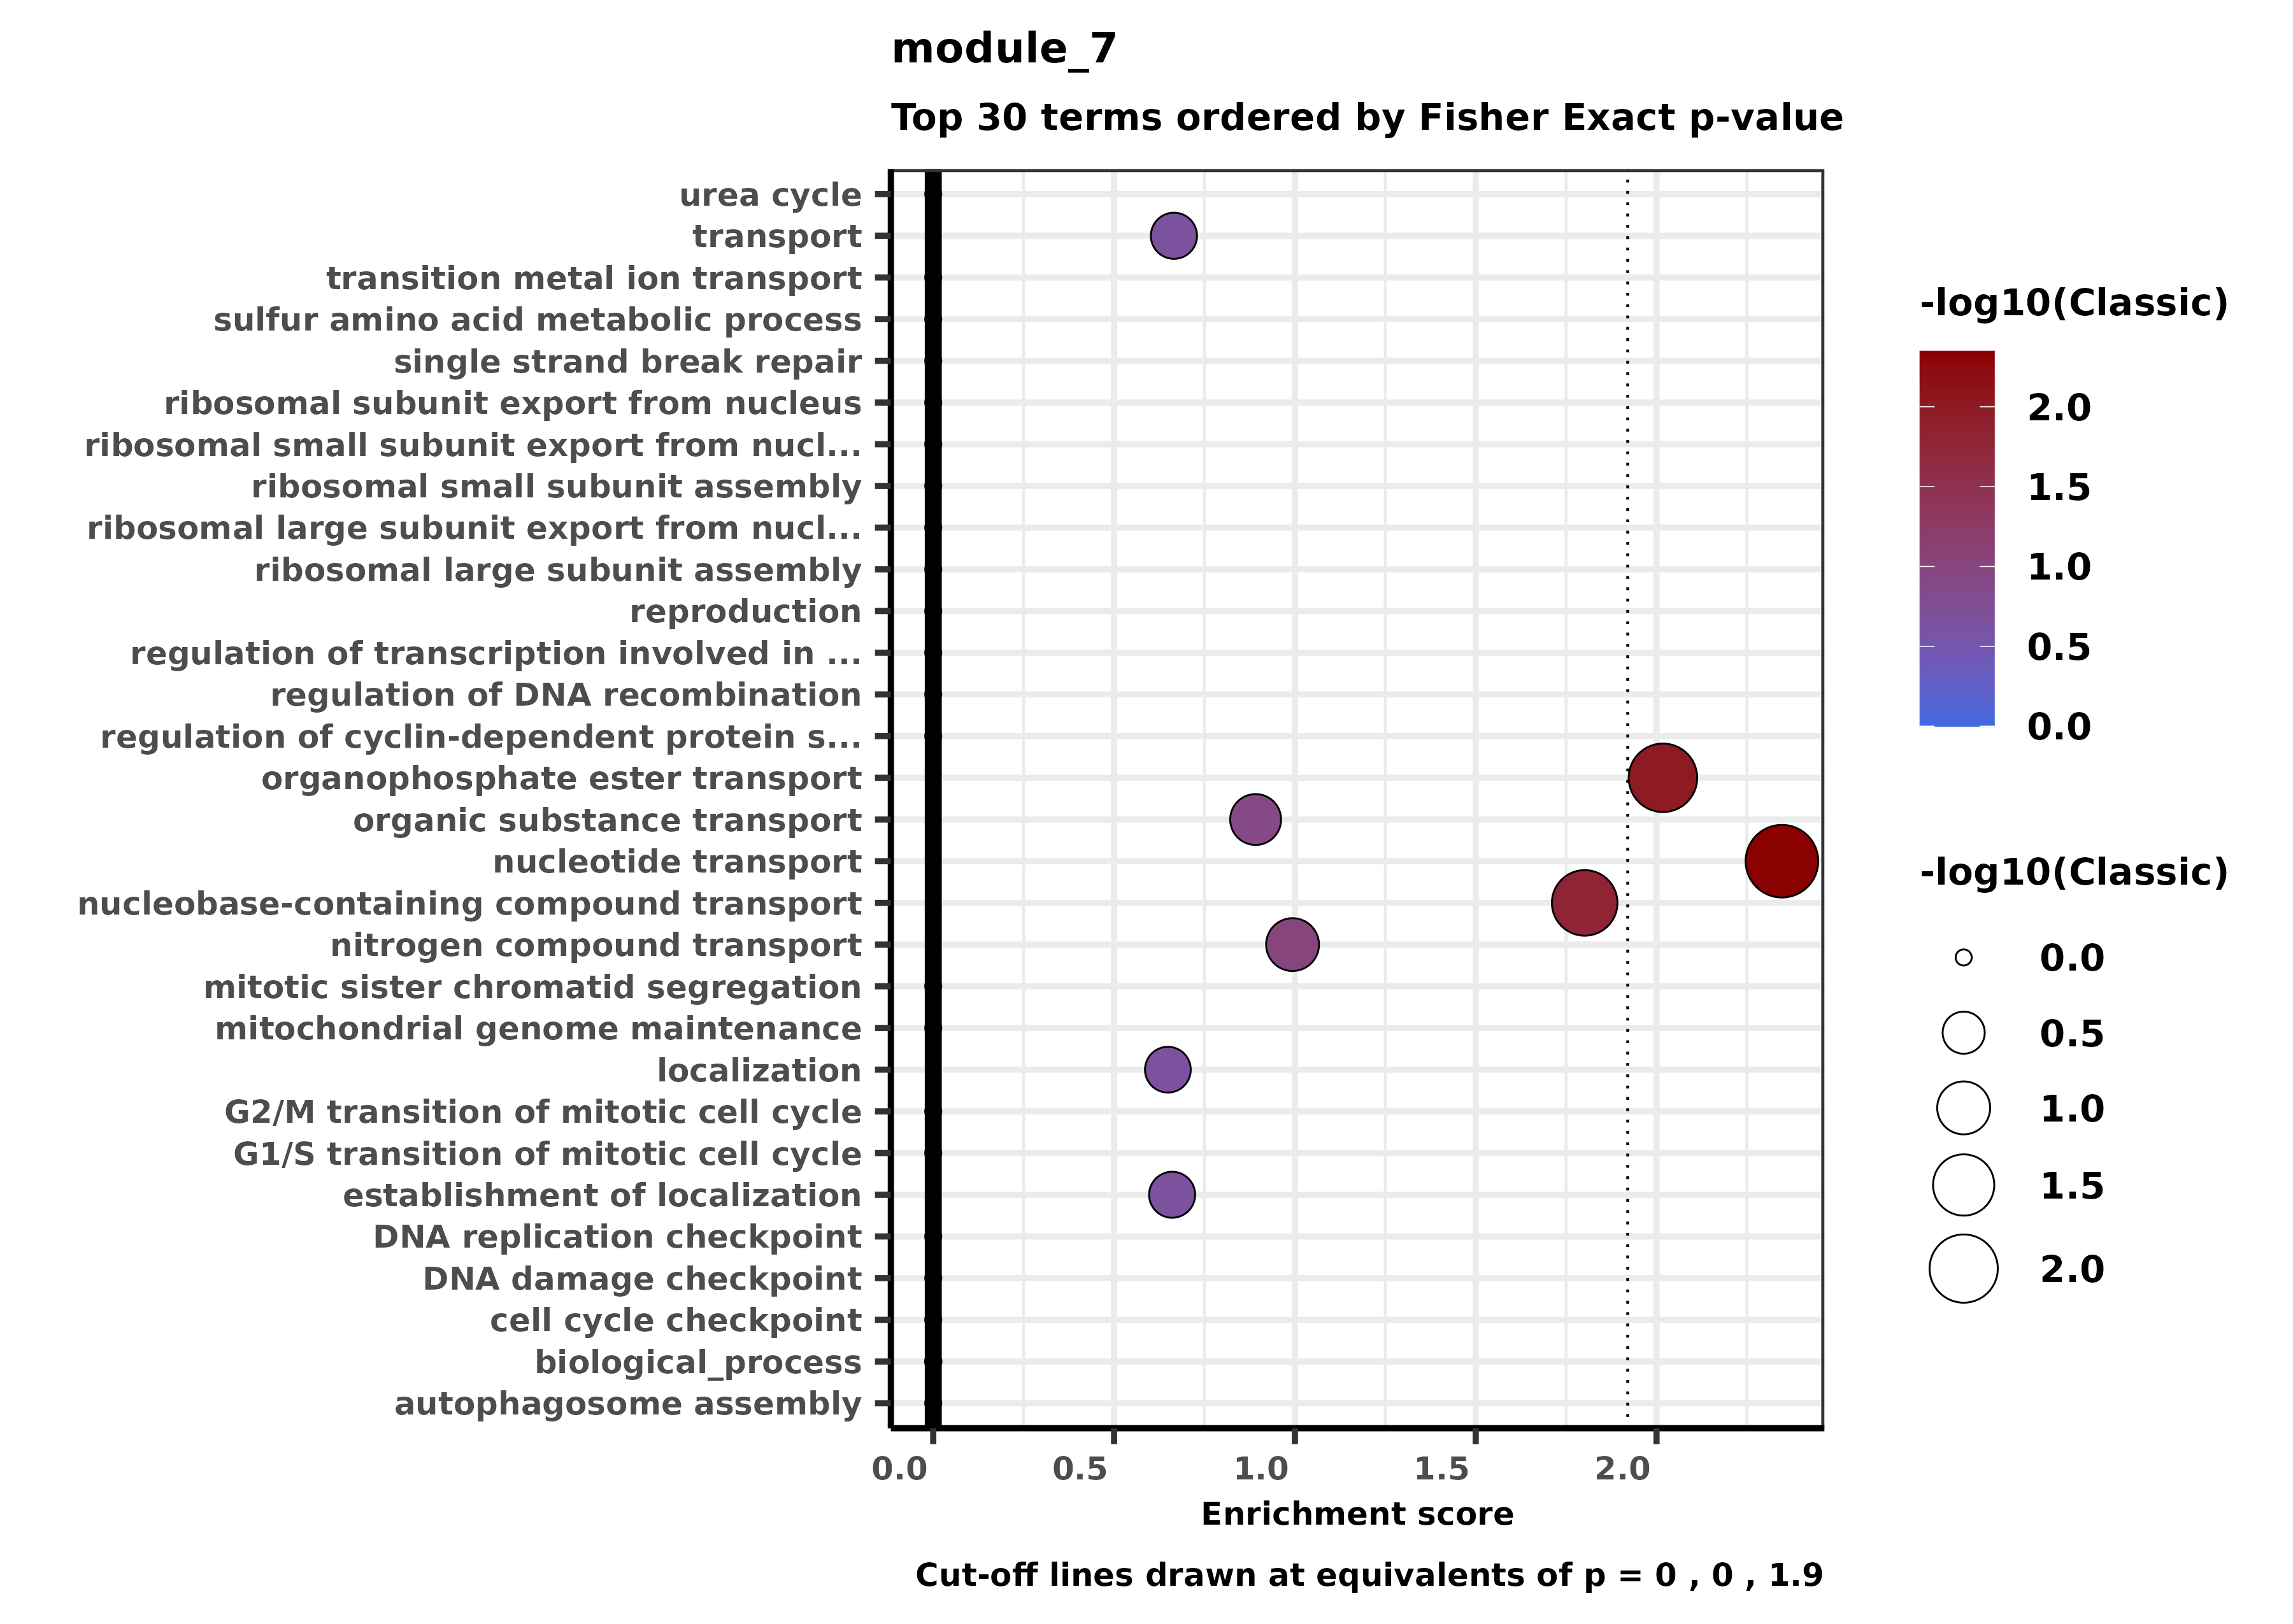 module_7
Top 30 terms ordered by Fisher Exact p-value
urea cycle
transport
transition metal ion transport
sulfur amino acid metabolic process
single strand break repair
ribosomal subunit export from nucleus
ribosomal small subunit export from nucl...
ribosomal small subunit assembly
ribosomal large subunit export from nucl...
ribosomal large subunit assembly
reproduction
regulation of transcription involved in ...
regulation of DNA recombination
regulation of cyclin-dependent protein s...
organophosphate ester transport
organic substance transport
nucleotide transport
nucleobase-containing compound transport
nitrogen compound transport
mitotic sister chromatid segregation
mitochondrial genome maintenance
localization
G2/M transition of mitotic cell cycle
G1/S transition of mitotic cell cycle
establishment of localization
DNA replication checkpoint
DNA damage checkpoint
cell cycle checkpoint
biological_process
autophagosome assembly
0.0 0.5 1.0 1.5 2.0
Enrichment score
Cut-off lines drawn at equivalents of p = 0 , 0 , 1.9
-log10(Classic)
2.0
1.5
1.0
0.5
0.0
-log10(Classic)
0.0
0.5
1.0
1.5
2.0